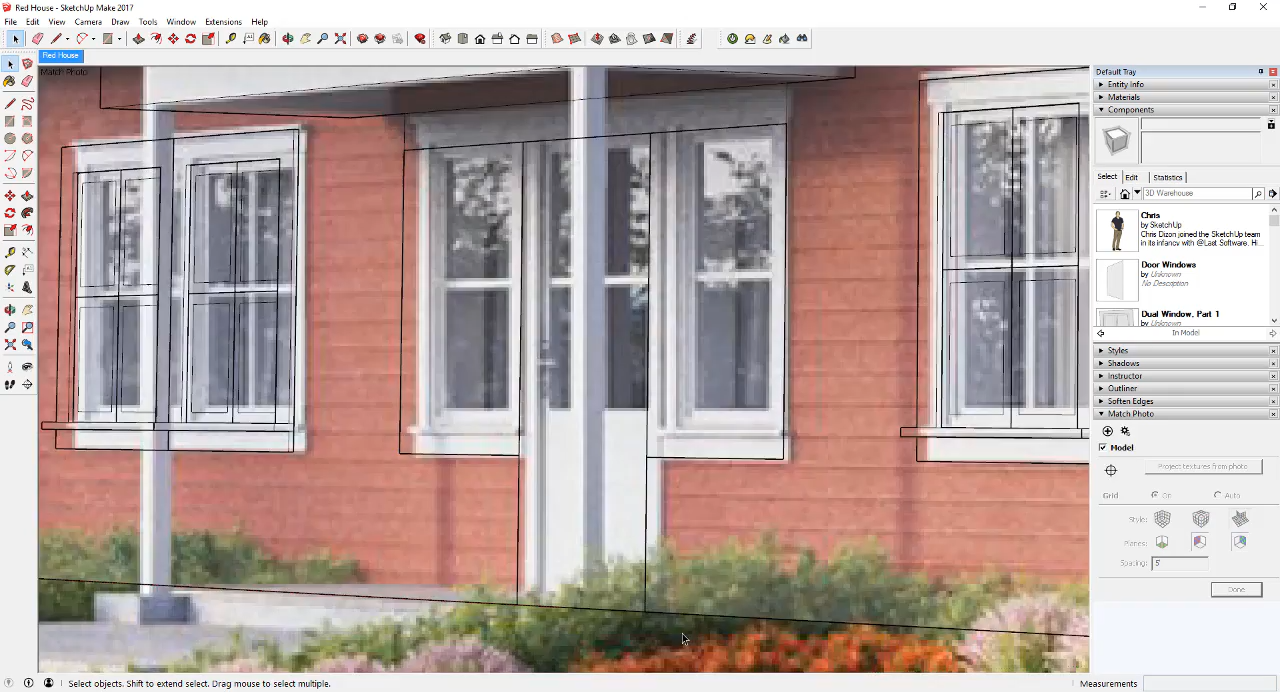 Red House - SketchUp Make 2017
File Edit View Camera Draw Tools Window Extensions Help
Red House
Match Photo
Default Tray
Entity Info
Materials
Components
Select Edit Statistics
3D Warehouse
Chris
by SketchUp
Chris Dizon joined the SketchUp team
in its infancy with @Last Software. Hi...
Door Windows
by Unknown
No Description
Dual Window, Part 1
by Unknown
In Model
Styles
Shadows
Instructor
Outliner
Soften Edges
Match Photo
Model
Project textures from photo
Grid On Auto
Style:
Planes:
Spacing: 5'
Done
Select objects. Shift to extend select. Drag mouse to select multiple.
Measurements